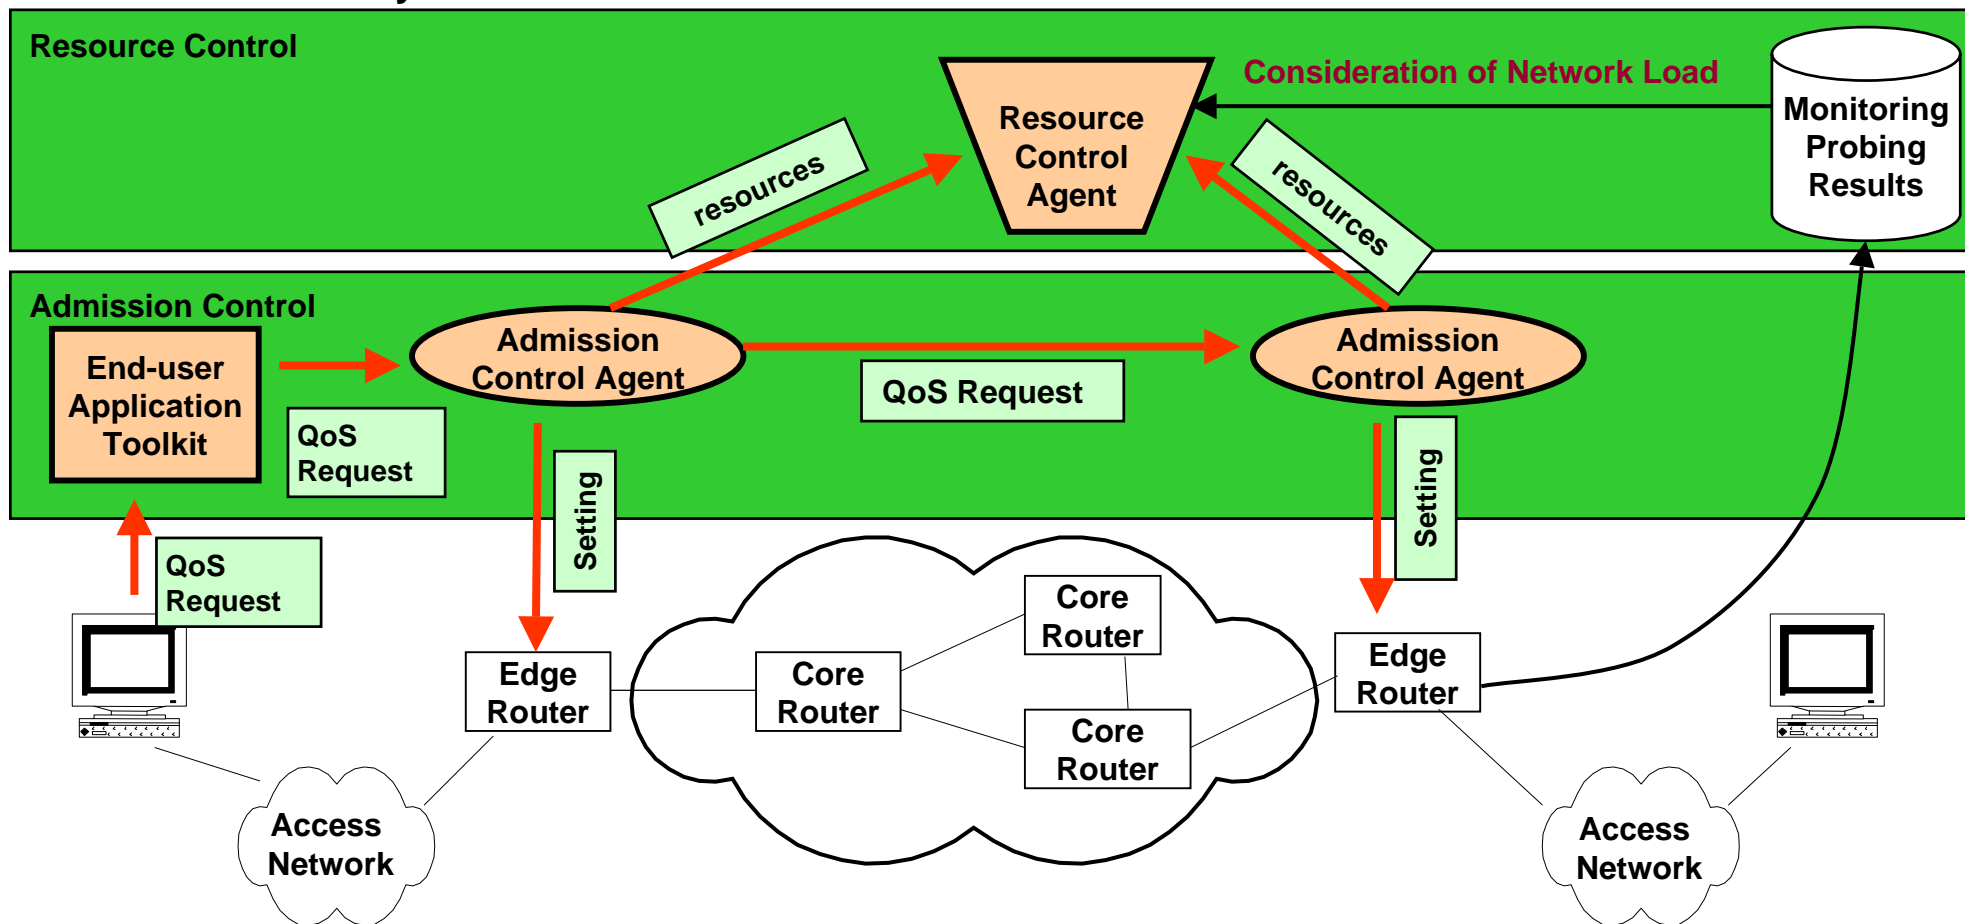 Resource Control
Consideration of Network Load
Resource
Control
Agent
Monitoring
Probing
Results
resources
resources
Admission Control
End-user
Application
Toolkit
Admission
Control Agent
Admission
Control Agent
QoS Request
QoS
Request
Setting
Setting
QoS
Request
Edge
Router
Core
Router
Core
Router
Core
Router
Edge
Router
Access
Network
Access
Network